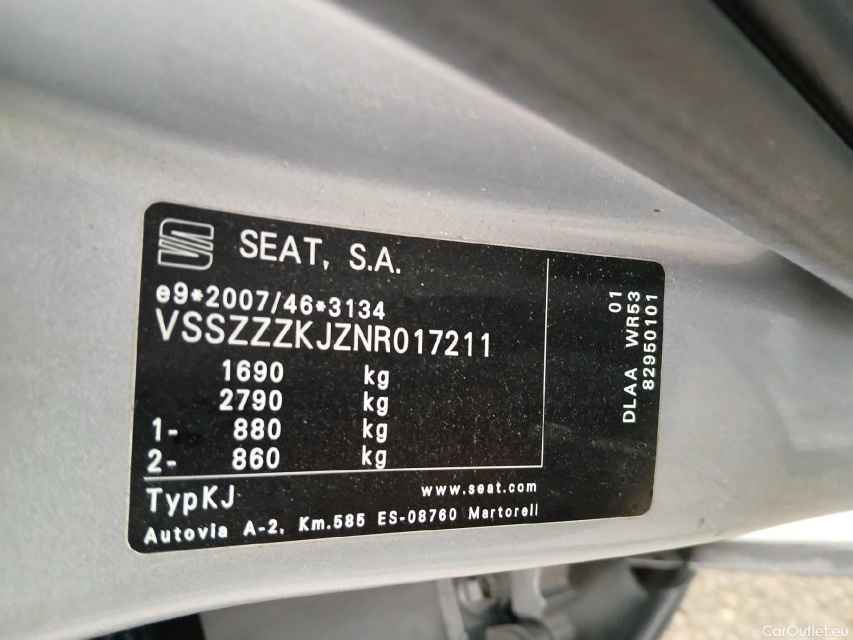 SEAT, S.A.
e9*2007/46*3134
VSSZZZKJZNR017211
1690 kg
2790 kg
1- 880 kg
2- 860 kg
TypKJ www.seat.com
Autovia A-2, Km.585 ES-08760 Martorell
01
DLAA WR53
82950101
CarOutlet.eu